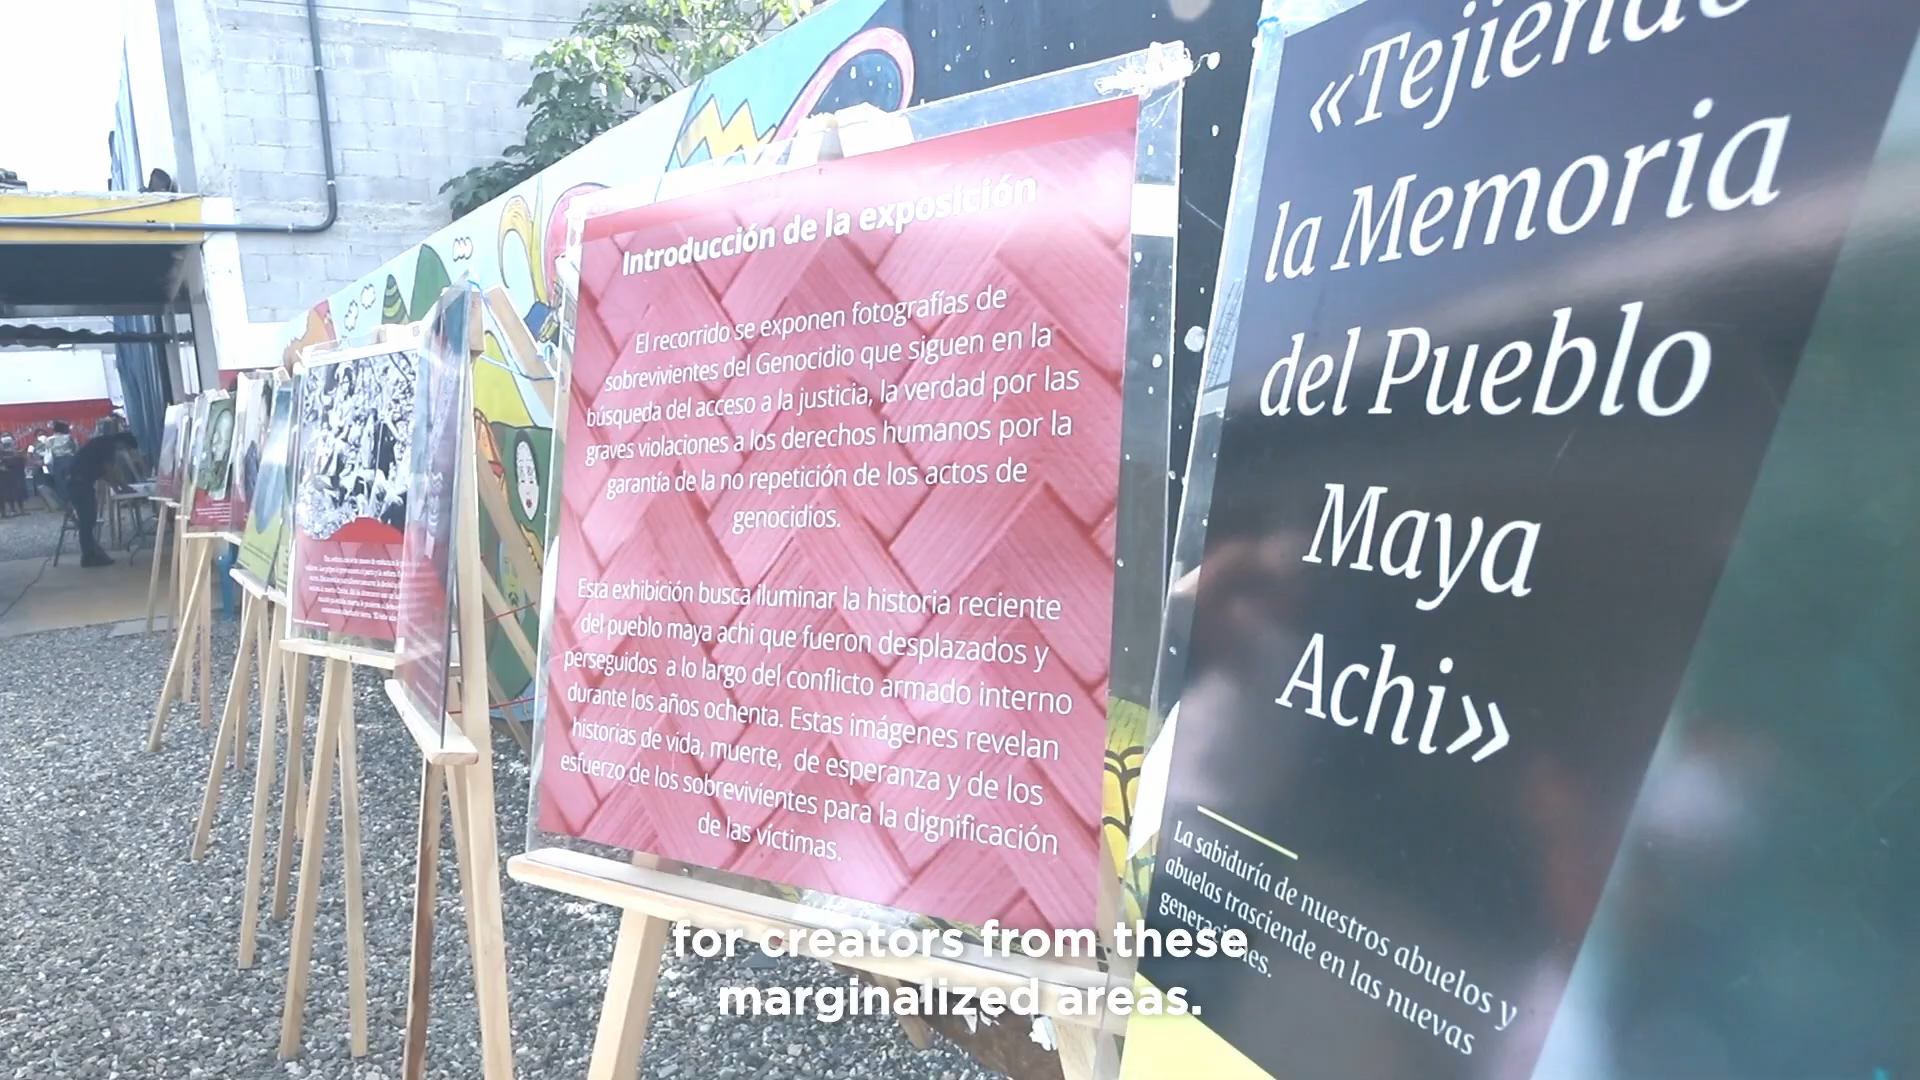 Introducción de la exposición
El recorrido se exponen fotografías de
sobrevivientes del Genocidio que siguen en la
búsqueda del acceso a la justicia, la verdad por las
graves violaciones a los derechos humanos por la
garantía de la no repetición de los actos de
genocidios.
Esta exhibición busca iluminar la historia reciente
del pueblo maya achi que fueron desplazados y
perseguidos a lo largo del conflicto armado interno
durante los años ochenta. Estas imágenes revelan
historias de vida, muerte, de esperanza y de los
esfuerzo de los sobrevivientes para la dignificación
de las víctimas.
«Tejiendo
la Memoria
del Pueblo
Maya
Achi»
La sabiduría de nuestros abuelos y
abuelas trasciende en las nuevas
generaciones.
for creators from these
marginalized areas.